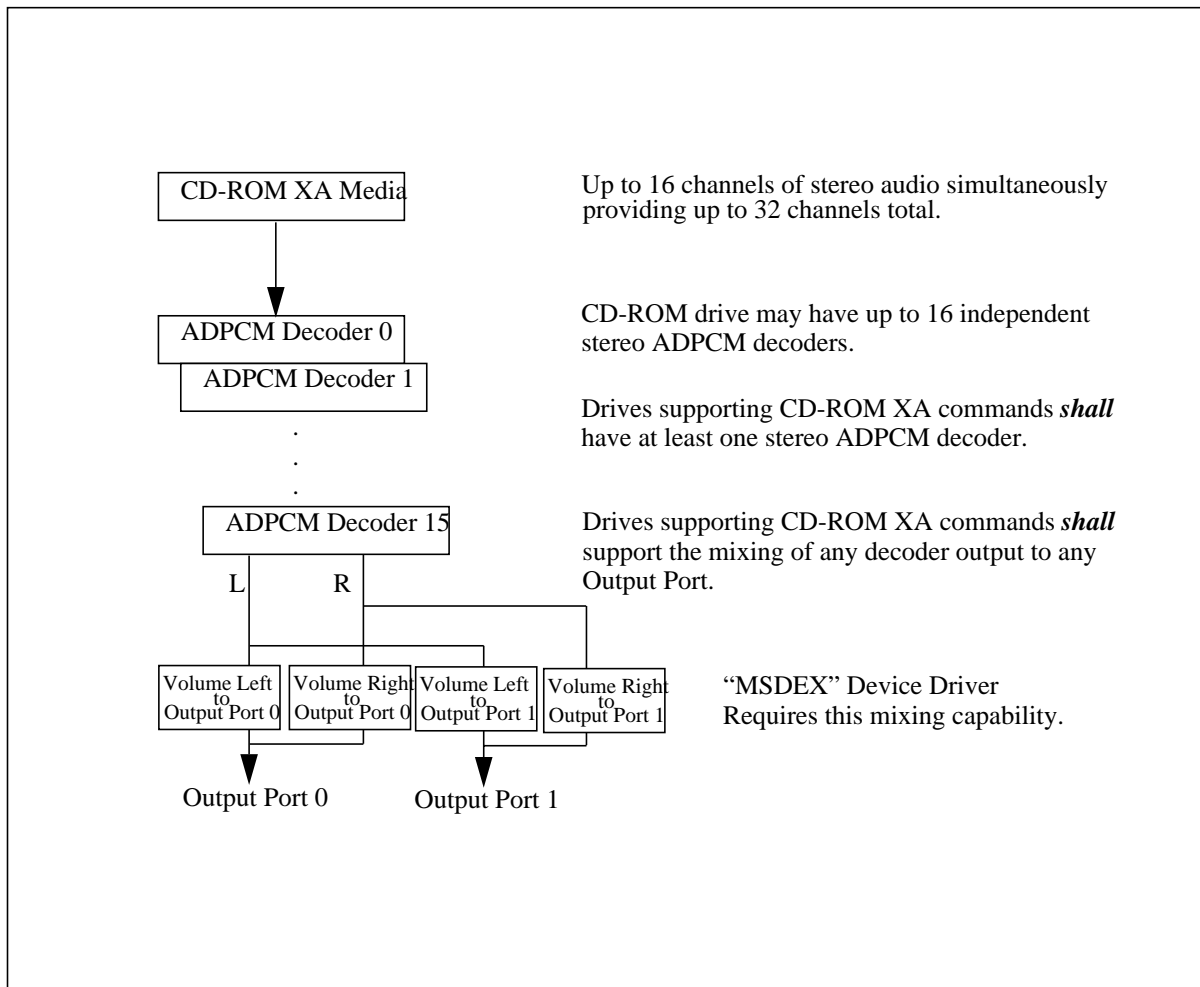 CD-ROM XA Media
Up to 16 channels of stereo audio simultaneously
providing up to 32 channels total.
ADPCM Decoder 0
CD-ROM drive may have up to 16 independent
stereo ADPCM decoders.
ADPCM Decoder 1
Drives supporting CD-ROM XA commands shall
have at least one stereo ADPCM decoder.
.
.
.
ADPCM Decoder 15
Drives supporting CD-ROM XA commands shall
support the mixing of any decoder output to any
Output Port.
L R
Volume Left
to
Output Port 0
Volume Right
to
Output Port 0
Volume Left
to
Output Port 1
Volume Right
to
Output Port 1
“MSDEX” Device Driver
Requires this mixing capability.
Output Port 0
Output Port 1